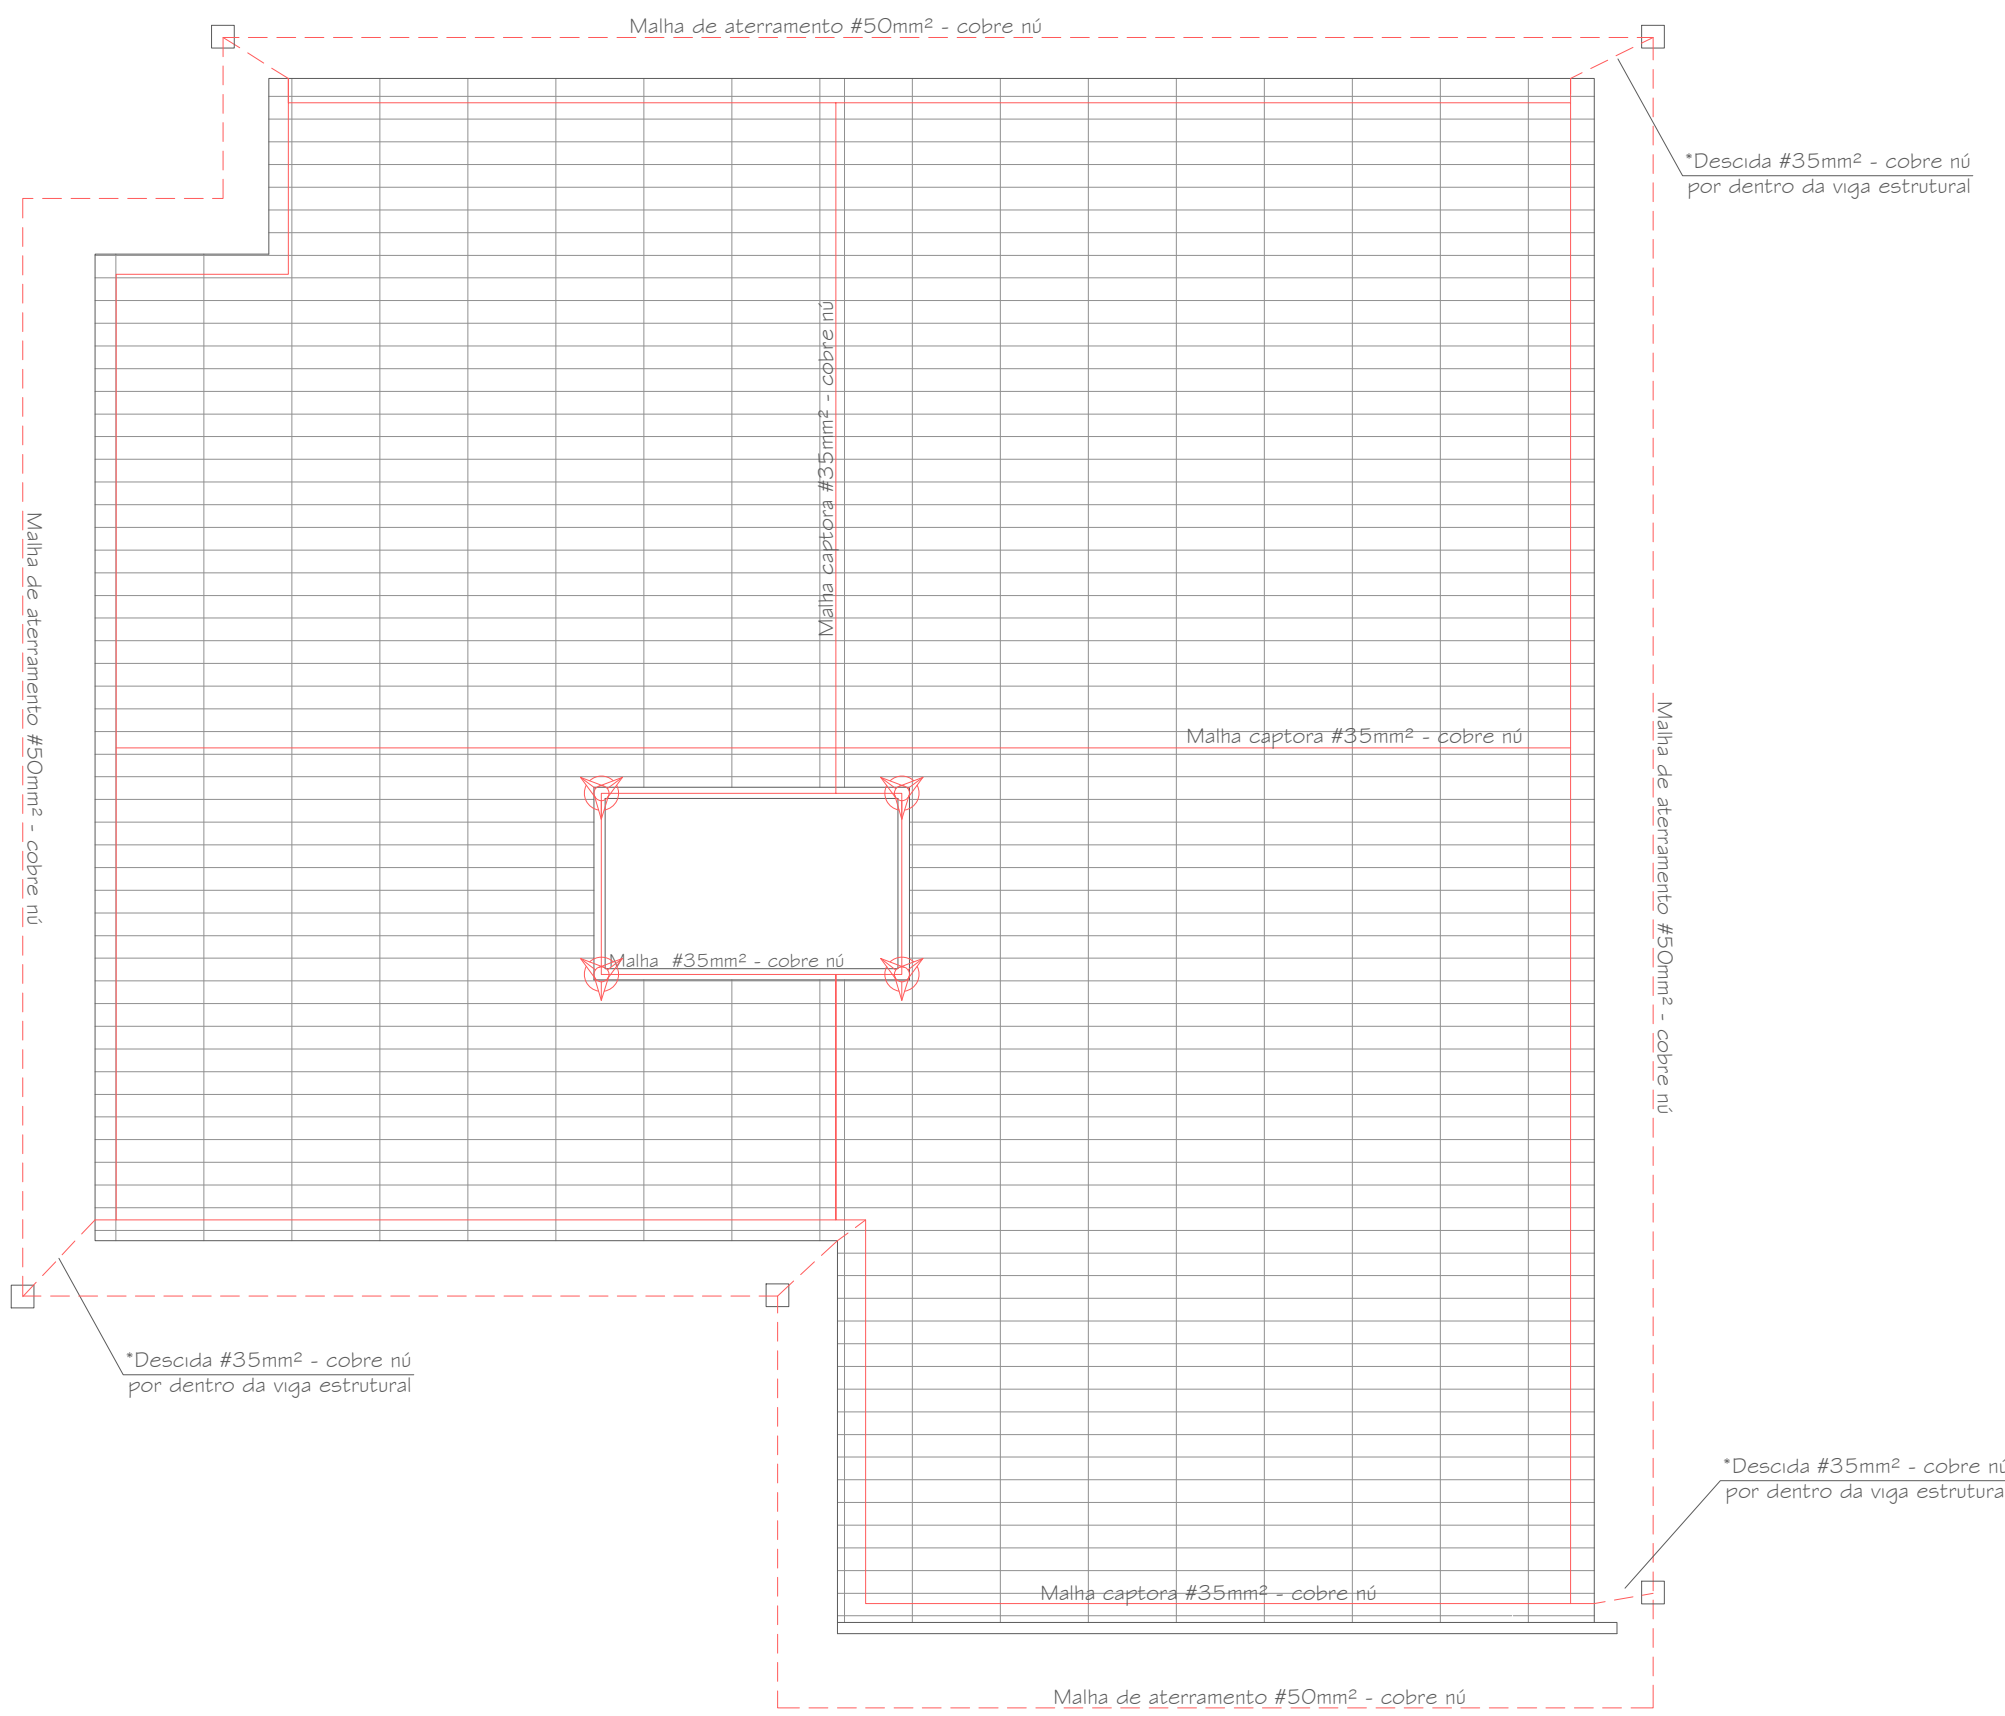 Malha de aterramento #50mm² - cobre nú
*Descida #35mm² - cobre nú
por dentro da viga estrutural
Malha captora #35mm² - cobre nú
Malha de aterramento #50mm² - cobre nú
Malha captora #35mm² - cobre nú
Malha de aterramento #50mm² - cobre nú
Malha #35mm² - cobre nú
*Descida #35mm² - cobre nú
por dentro da viga estrutural
*Descida #35mm² - cobre nú
por dentro da viga estrutura
Malha captora #35mm² - cobre nú
Malha de aterramento #50mm² - cobre nú